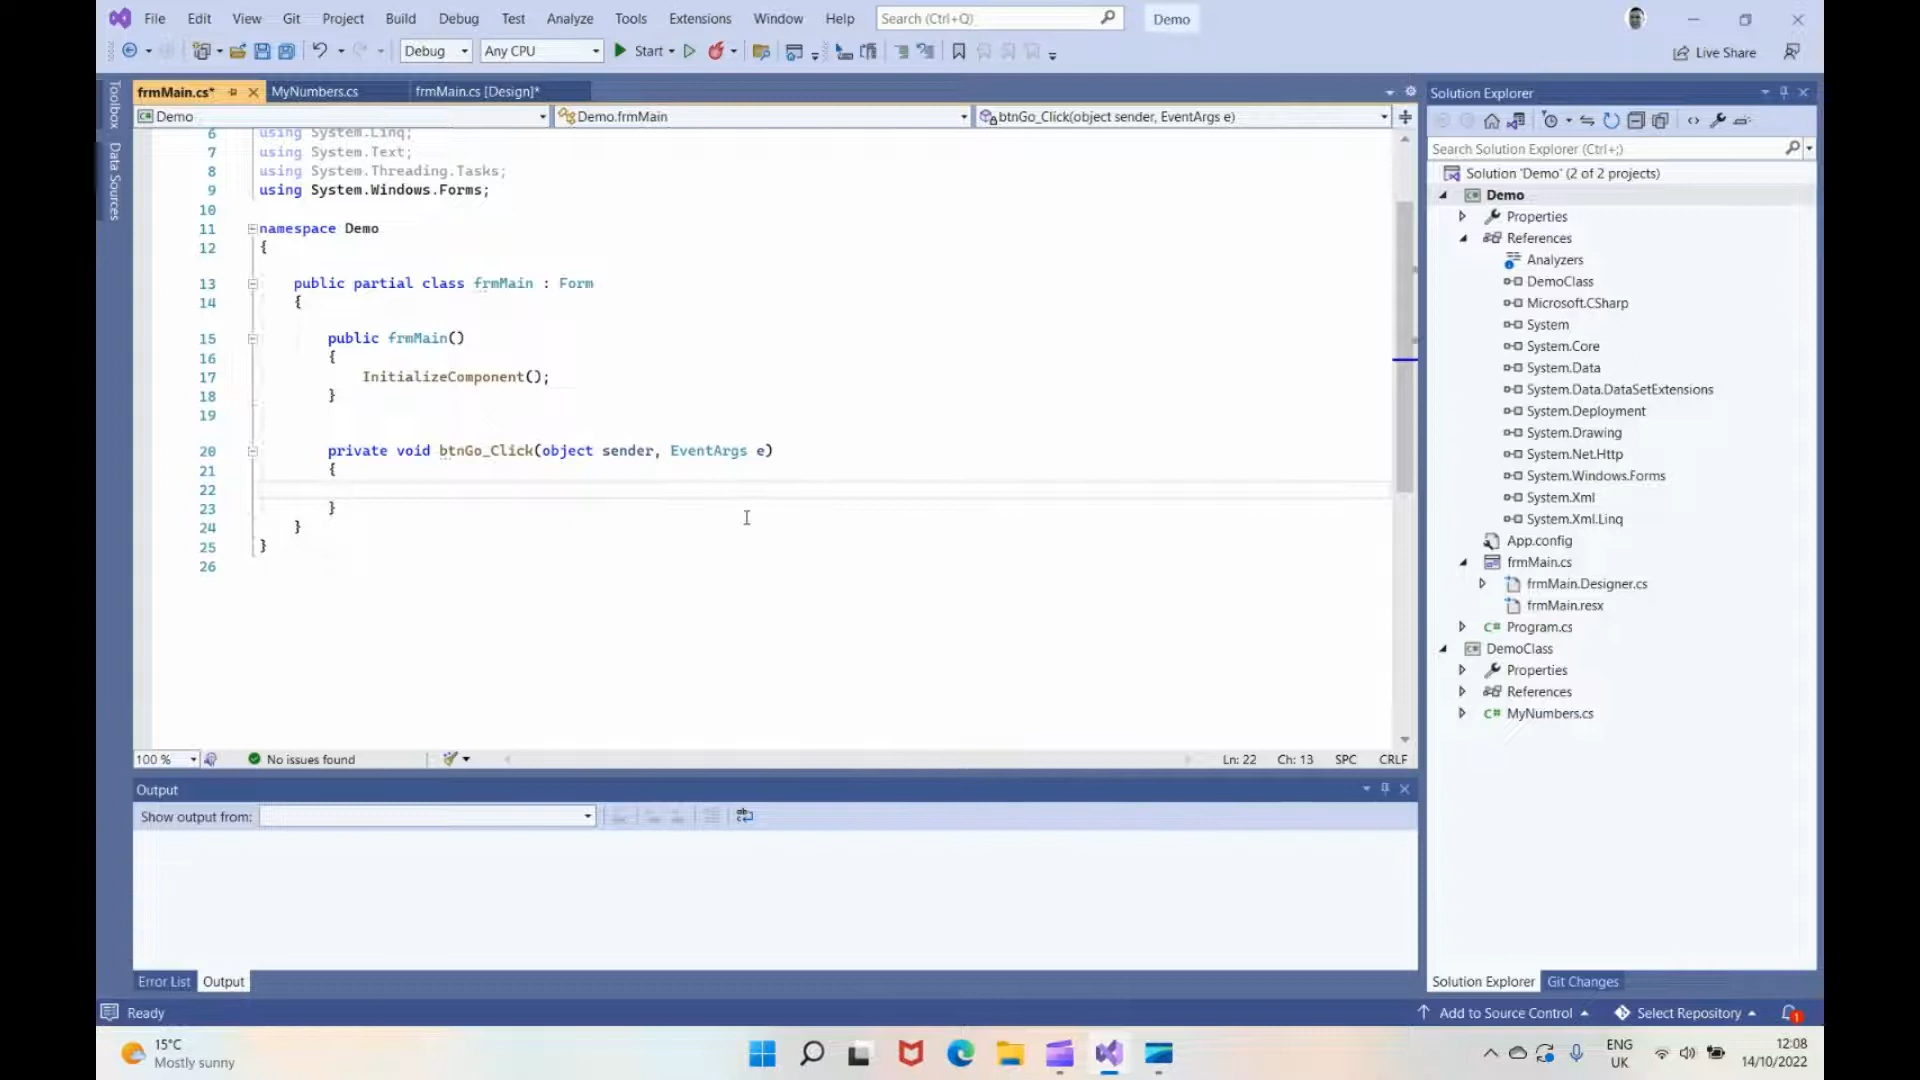 File Edit View Git Project Build Debug Test Analyze Tools Extensions Window Help Search (Ctrl+Q) Demo
Debug Any CPU Start Live Share
Toolbox
Data Sources
frmMain.cs* MyNumbers.cs frmMain.cs [Design]*
Demo Demo.frmMain btnGo_Click(object sender, EventArgs e)
6 using System.Linq;
7 using System.Text;
8 using System.Threading.Tasks;
9 using System.Windows.Forms;
10
11 namespace Demo
12 {
13 public partial class frmMain : Form
14 {
15 public frmMain()
16 {
17 InitializeComponent();
18 }
19
20 private void btnGo_Click(object sender, EventArgs e)
21 {
22
23 }
24 }
25 }
26
100 % No issues found Ln: 22 Ch: 13 SPC CRLF
Output
Show output from:
Error List Output
Solution Explorer
Search Solution Explorer (Ctrl+;)
Solution 'Demo' (2 of 2 projects)
Demo
Properties
References
Analyzers
DemoClass
Microsoft.CSharp
System
System.Core
System.Data
System.Data.DataSetExtensions
System.Deployment
System.Drawing
System.Net.Http
System.Windows.Forms
System.Xml
System.Xml.Linq
App.config
frmMain.cs
frmMain.Designer.cs
frmMain.resx
C# Program.cs
DemoClass
Properties
References
C# MyNumbers.cs
Solution Explorer Git Changes
Ready Add to Source Control Select Repository 1
15°C
Mostly sunny
ENG
UK
12:08
14/10/2022